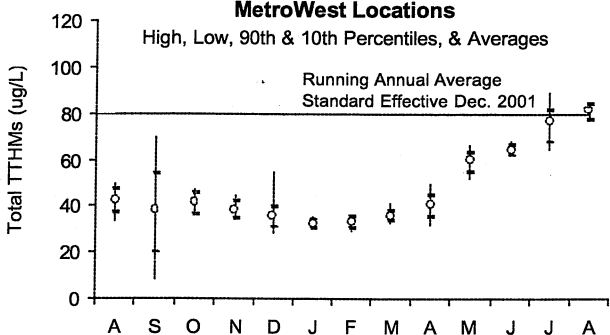 MetroWest Locations
High, Low, 90th & 10th Percentiles, & Averages
Running Annual Average
Standard Effective Dec. 2001
Total TTHMs (ug/L)
120
100
80
60
40
20
0
A S O N D J F M A M J J A